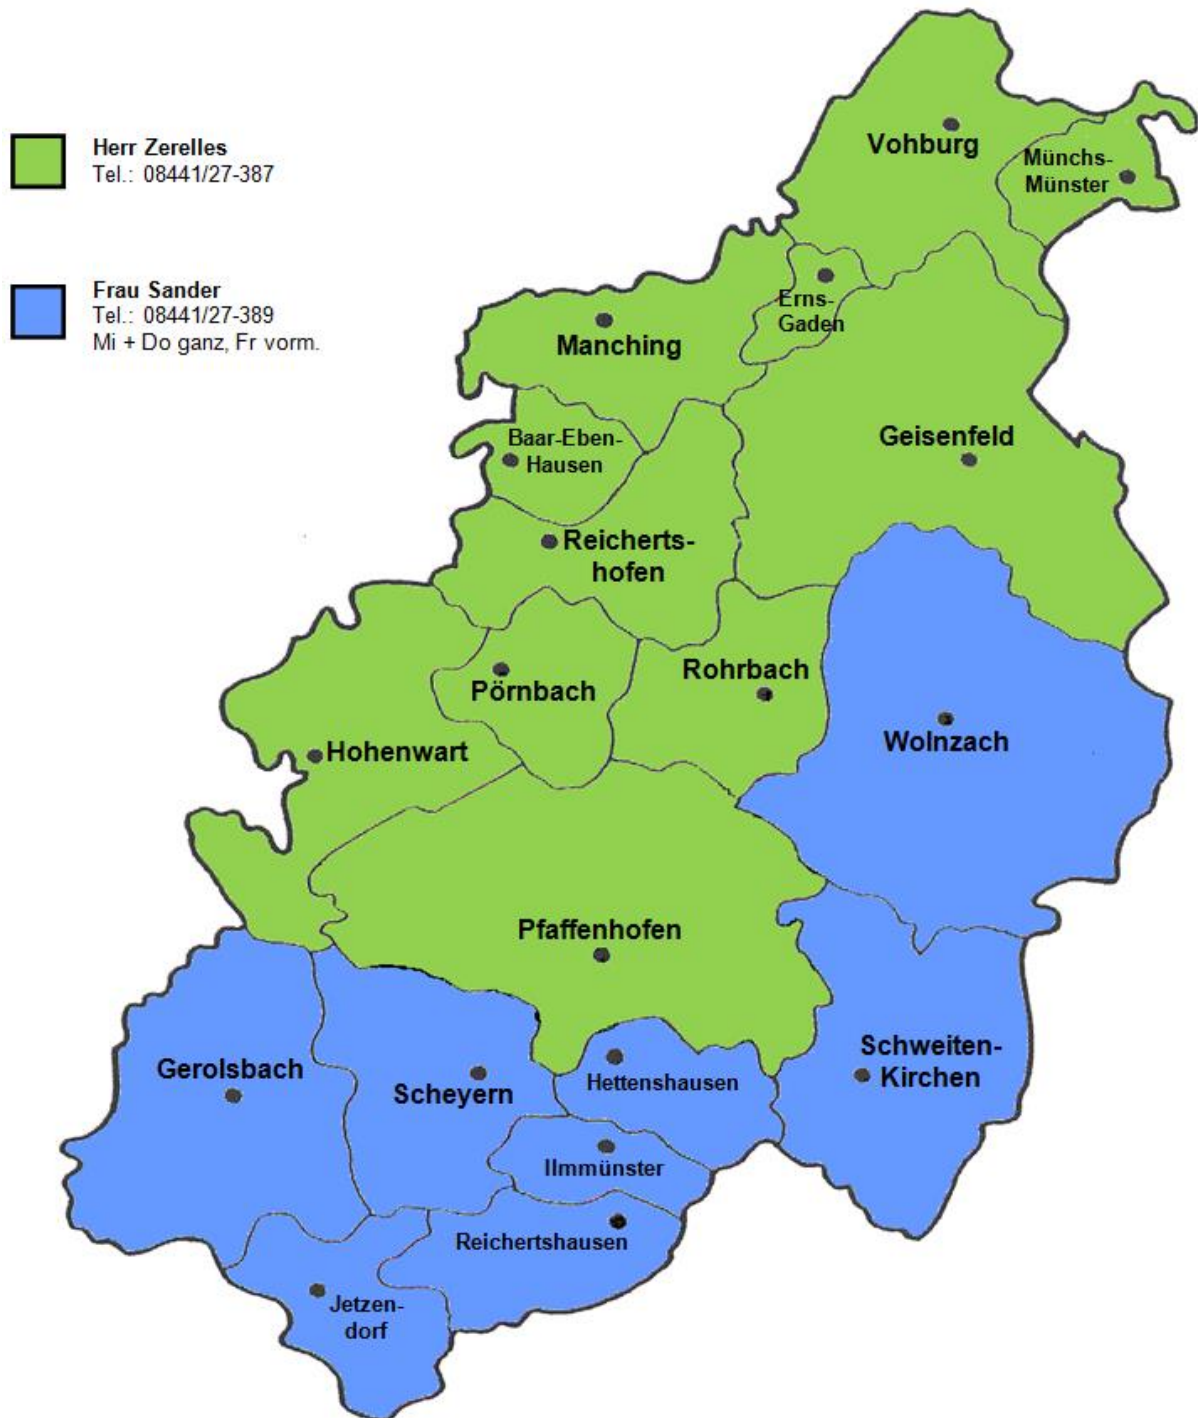 Herr Zerelles
Tel.: 08441/27-387
Frau Sander
Tel.: 08441/27-389
Mi + Do ganz, Fr vorm.
Vohburg
Münchs-
Münster
Erns-
Gaden
Manching
Geisenfeld
Baar-Eben-
Hausen
Reicherts-
hofen
Rohrbach
Pörnbach
Wolnzach
Hohenwart
Pfaffenhofen
Schweiten-
Kirchen
Gerolsbach
Scheyern
Hettenshausen
Ilmmünster
Reichertshausen
Jetzen-
dorf